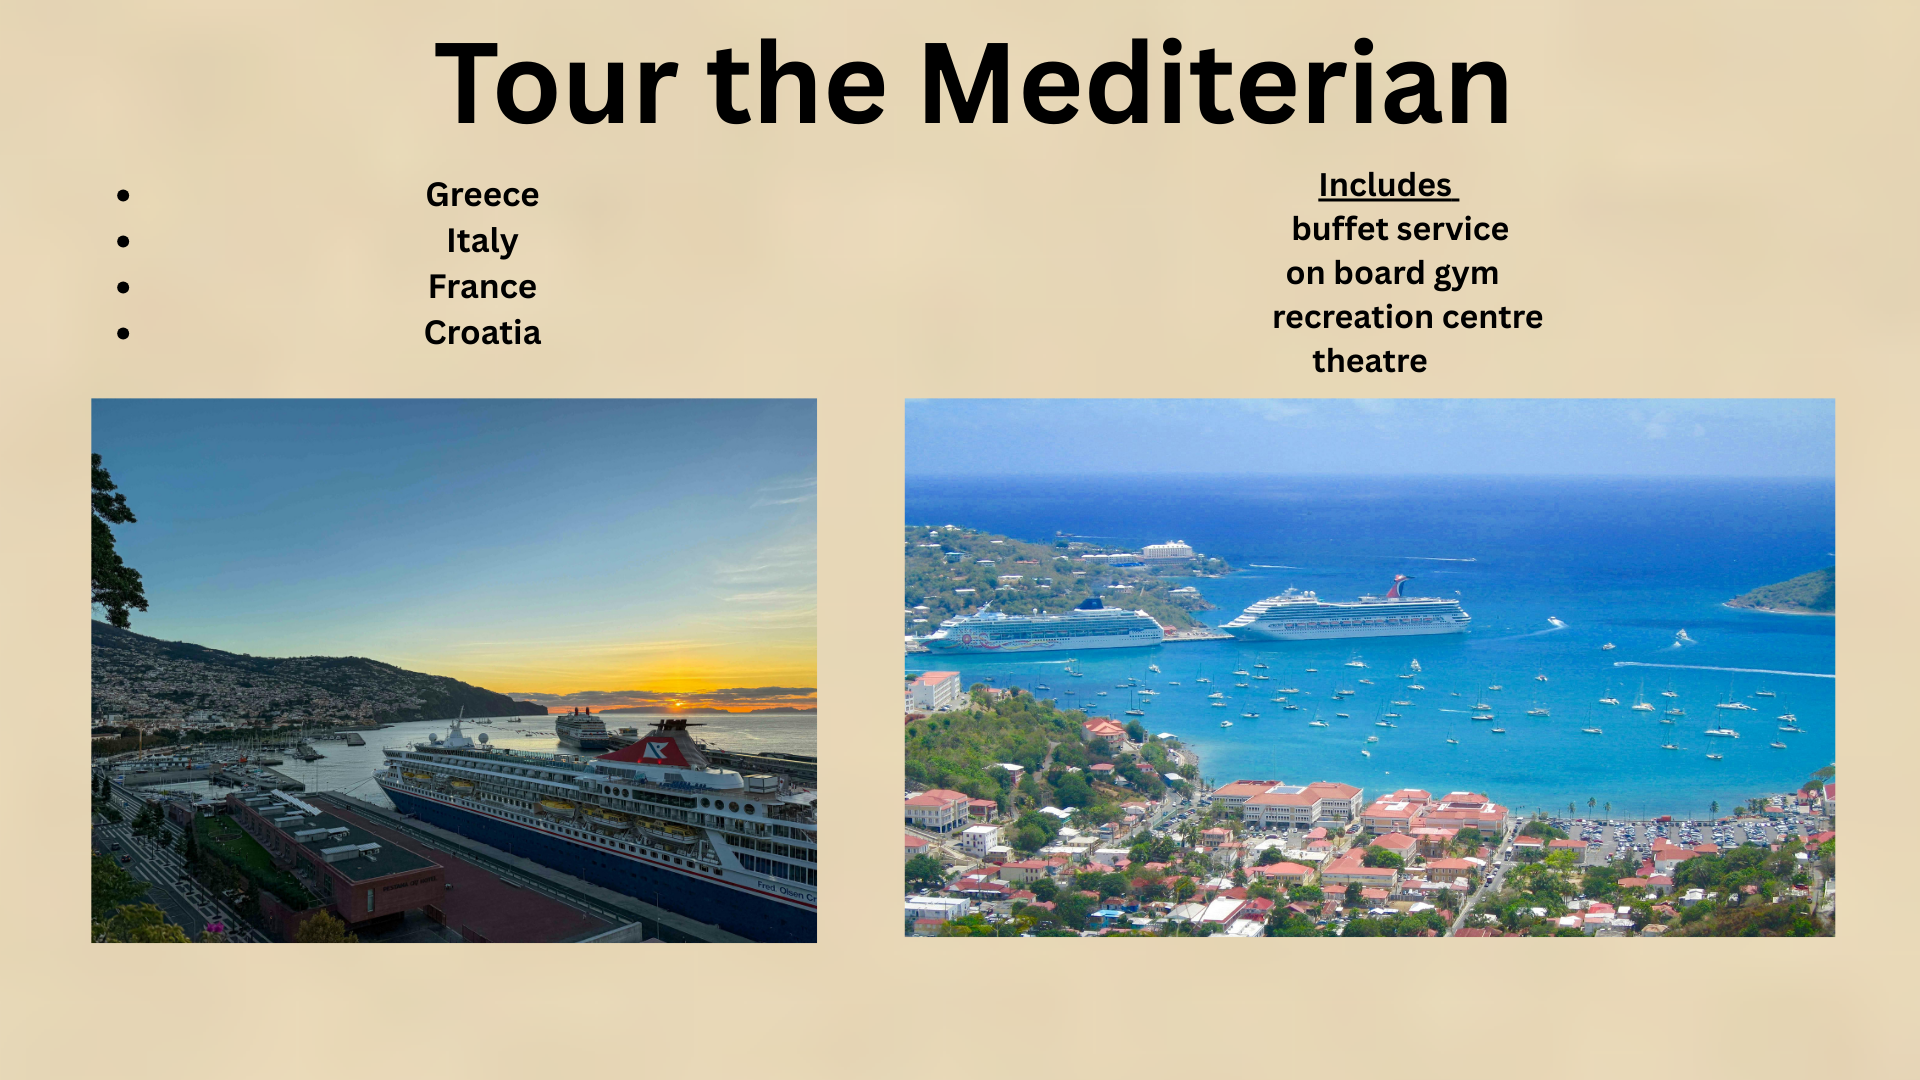 Tour the Mediterian
Greece
Italy
France
Croatia
Includes
buffet service
on board gym
recreation centre
theatre
Fred Olsen Cr